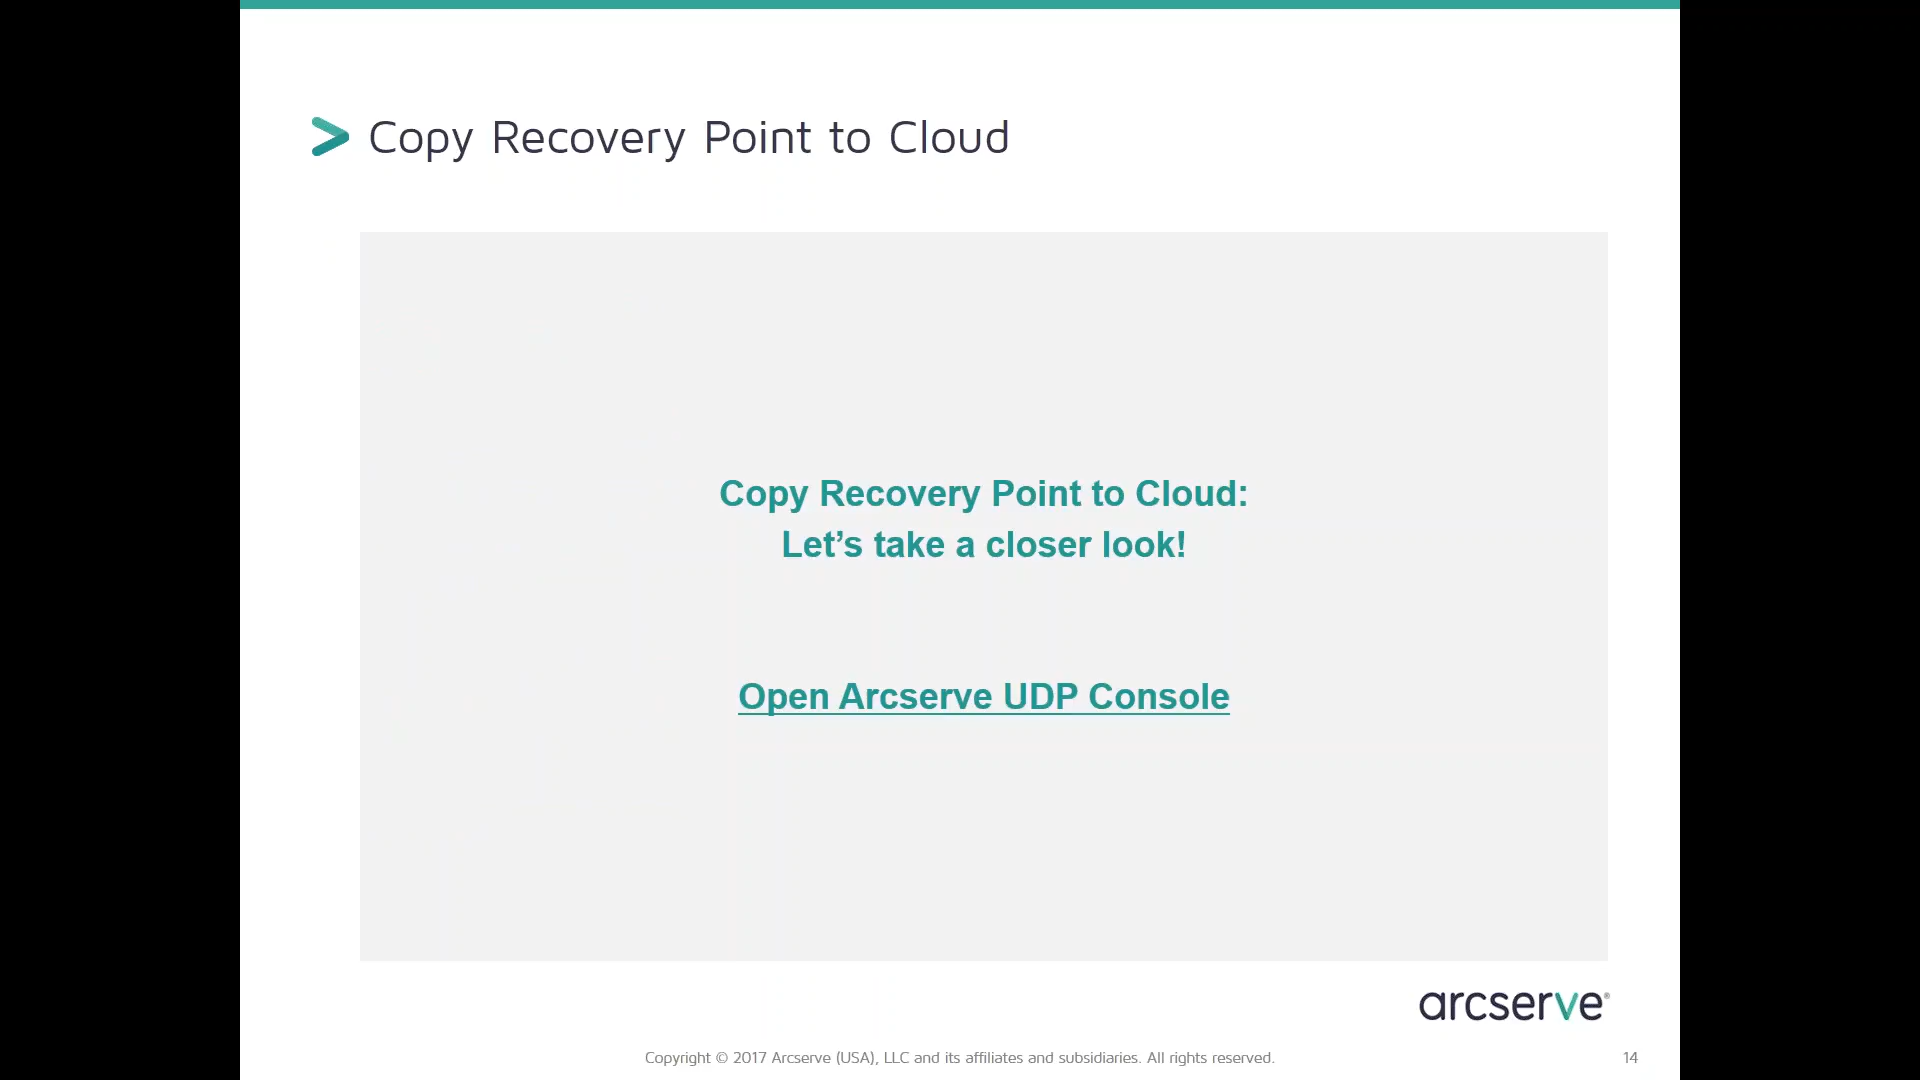 Copy Recovery Point to Cloud
Copy Recovery Point to Cloud:
Let’s take a closer look!
Open Arcserve UDP Console
arcserve®
Copyright © 2017 Arcserve (USA), LLC and its affiliates and subsidiaries. All rights reserved.
14